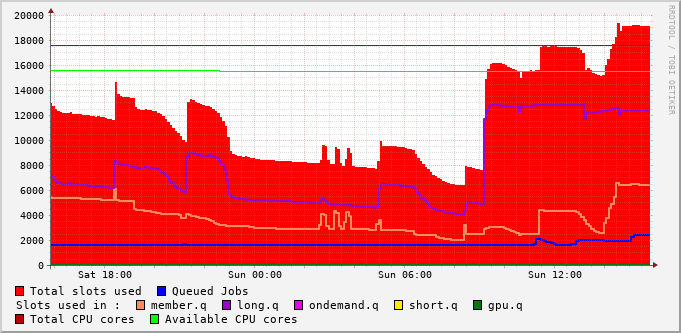 20000
18000
16000
14000
12000
10000
8000
6000
4000
2000
0
Sat 18:00 Sun 00:00 Sun 06:00 Sun 12:00
RRDTOOL / TOBI OETIKER
Total slots used Queued Jobs
Slots used in : member.q long.q ondemand.q short.q gpu.q
Total CPU cores Available CPU cores